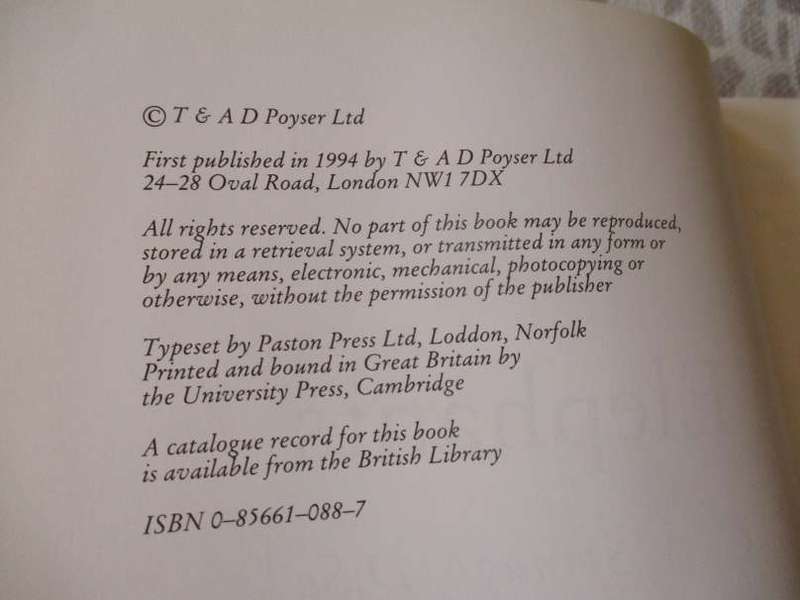 © T & A D Poyser Ltd
First published in 1994 by T & A D Poyser Ltd
24–28 Oval Road, London NW1 7DX
All rights reserved. No part of this book may be reproduced,
stored in a retrieval system, or transmitted in any form or
by any means, electronic, mechanical, photocopying or
otherwise, without the permission of the publisher
Typeset by Paston Press Ltd, Loddon, Norfolk
Printed and bound in Great Britain by
the University Press, Cambridge
A catalogue record for this book
is available from the British Library
ISBN 0–85661–088–7